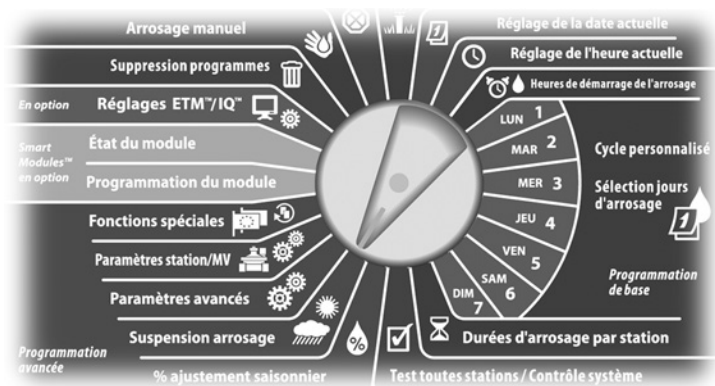 Arrosage manuel
Suppression programmes
En option
Réglages ETM™/IQ™
Smart
Modules™
en option
État du module
Programmation du module
Fonctions spéciales
Paramètres station/MV
Paramètres avancés
Suspension arrosage
Programmation
avancée
% ajustement saisonnier
%
Réglage de la date actuelle
1
Réglage de l'heure actuelle
Heures de démarrage de l'arrosage
LUN 1
MAR 2
MER 3
JEU 4
VEN 5
SAM 6
DIM 7
Cycle personnalisé
Sélection jours
d'arrosage
1
Programmation
de base
Durées d'arrosage par station
Test toutes stations / Contrôle système